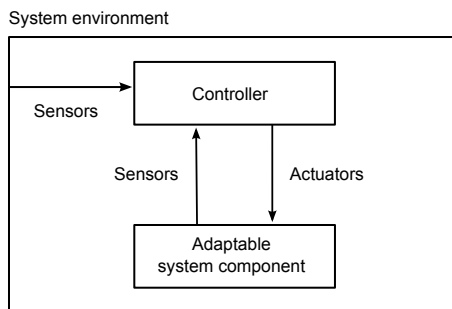 System environment
Controller
Sensors
Sensors
Actuators
Adaptable
system component